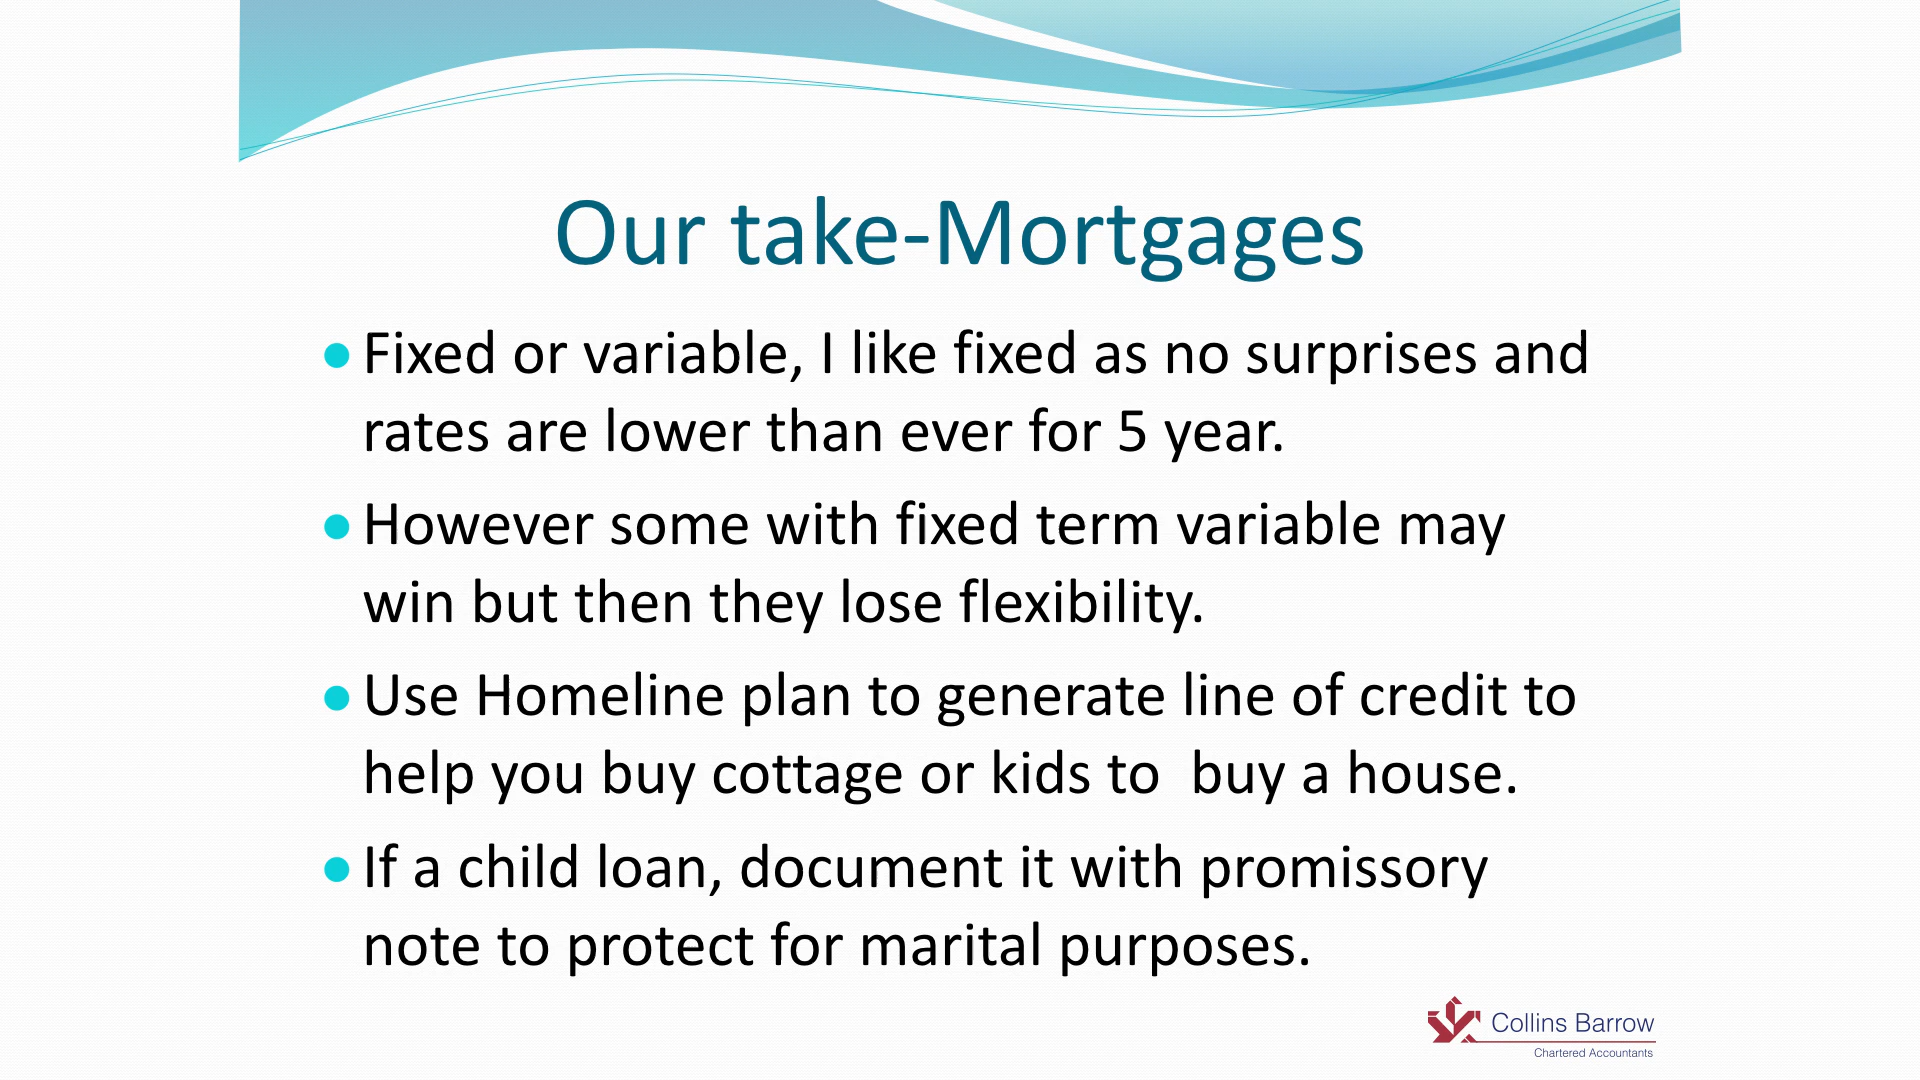 Our take-Mortgages
Fixed or variable, I like fixed as no surprises and
rates are lower than ever for 5 year.
However some with fixed term variable may
win but then they lose flexibility.
Use Homeline plan to generate line of credit to
help you buy cottage or kids to  buy a house.
If a child loan, document it with promissory
note to protect for marital purposes.
Collins Barrow
Chartered Accountants